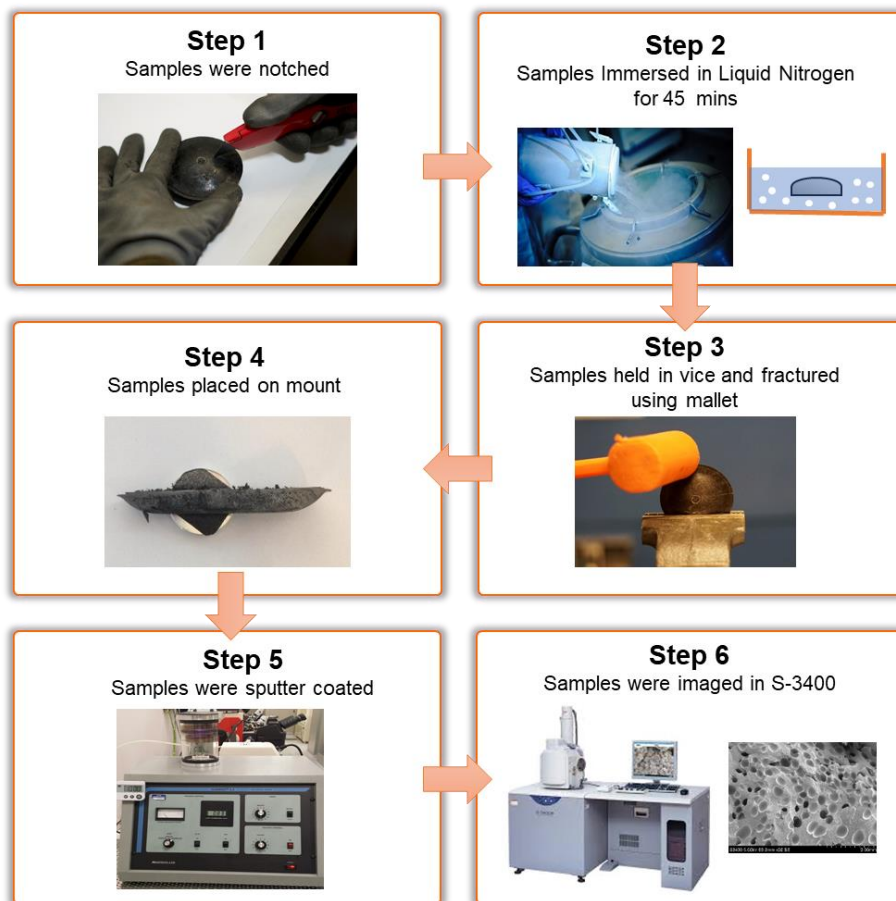 Step 1
Samples were notched
Step 2
Samples Immersed in Liquid Nitrogen
for 45 mins
Step 3
Samples held in vice and fractured
using mallet
Step 4
Samples placed on mount
Step 5
Samples were sputter coated
Step 6
Samples were imaged in S-3400